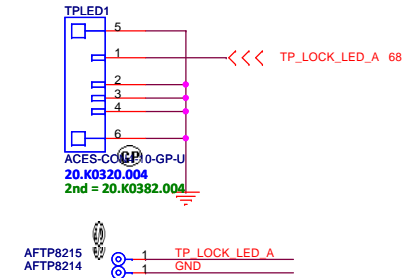 TPLED1
5
1
TP_LOCK_LED_A 68
2
3
4
6
GP
20.K0320.004
2nd = 20.K0382.004
AFTP8215 1 TP_LOCK_LED_A
AFTP8214 1 GND